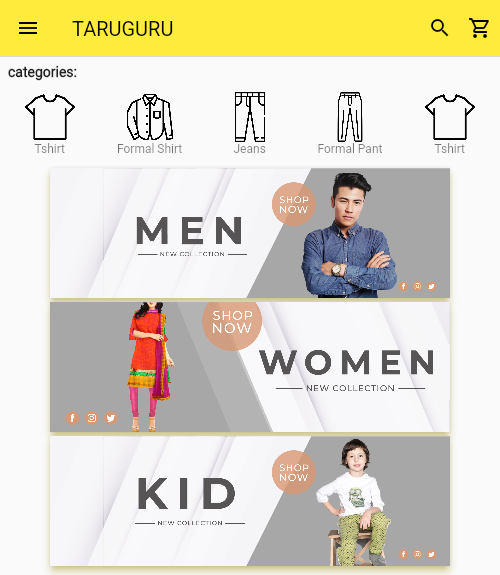 TARUGURU
categories:
Tshirt
Formal Shirt
Jeans
Formal Pant
Tshirt
SHOP
NOW
MEN
NEW COLLECTION
SHOP
NOW
WOMEN
NEW COLLECTION
SHOP
NOW
KID
NEW COLLECTION